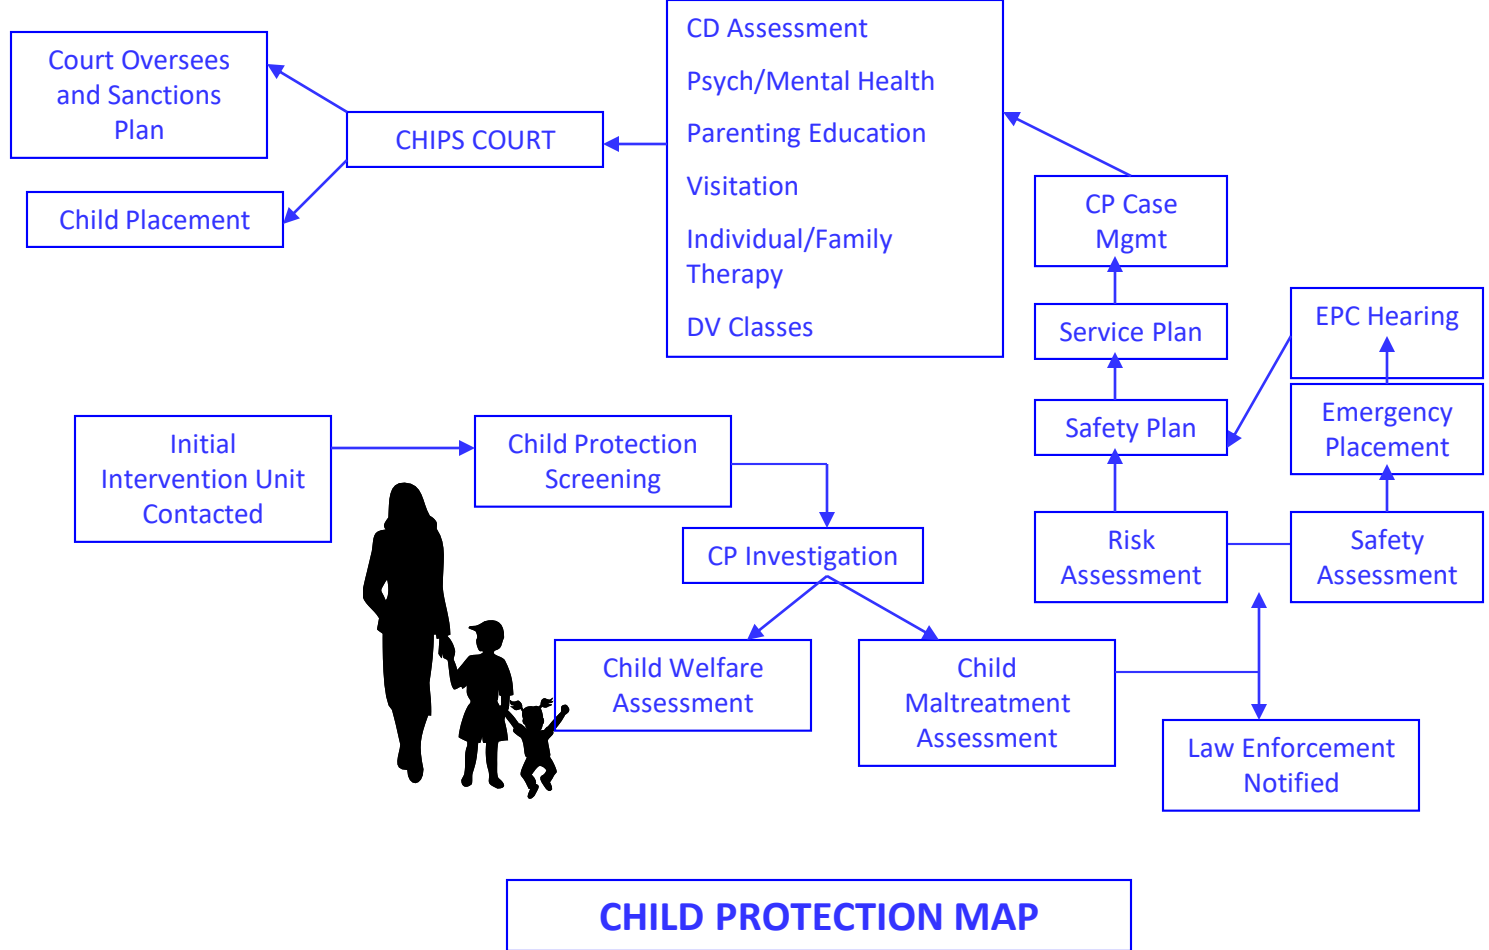 Court Oversees
and Sanctions
Plan
CHIPS COURT
Child Placement
CD Assessment
Psych/Mental Health
Parenting Education
Visitation
Individual/Family
Therapy
DV Classes
CP Case
Mgmt
Service Plan
EPC Hearing
Safety Plan
Emergency
Placement
Initial
Intervention Unit
Contacted
Child Protection
Screening
CP Investigation
Risk
Assessment
Safety
Assessment
Child Welfare
Assessment
Child
Maltreatment
Assessment
Law Enforcement
Notified
CHILD PROTECTION MAP